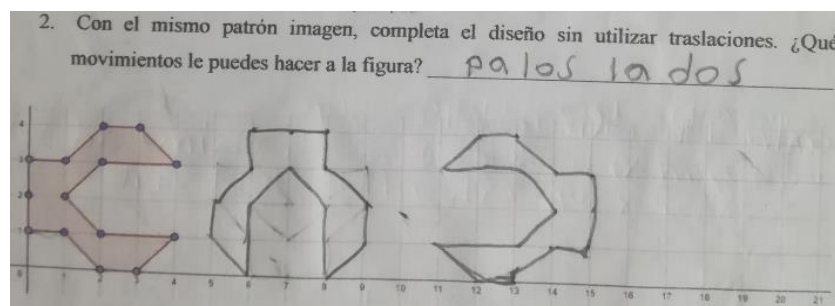 2. Con el mismo patrón imagen, completa el diseño sin utilizar traslaciones. ¿Qué
movimientos le puedes hacer a la figura? pa los lados
4
3
2
1
0 1 2 3 4 5 6 7 8 9 10 11 12 13 14 15 16 17 18 19 20 21